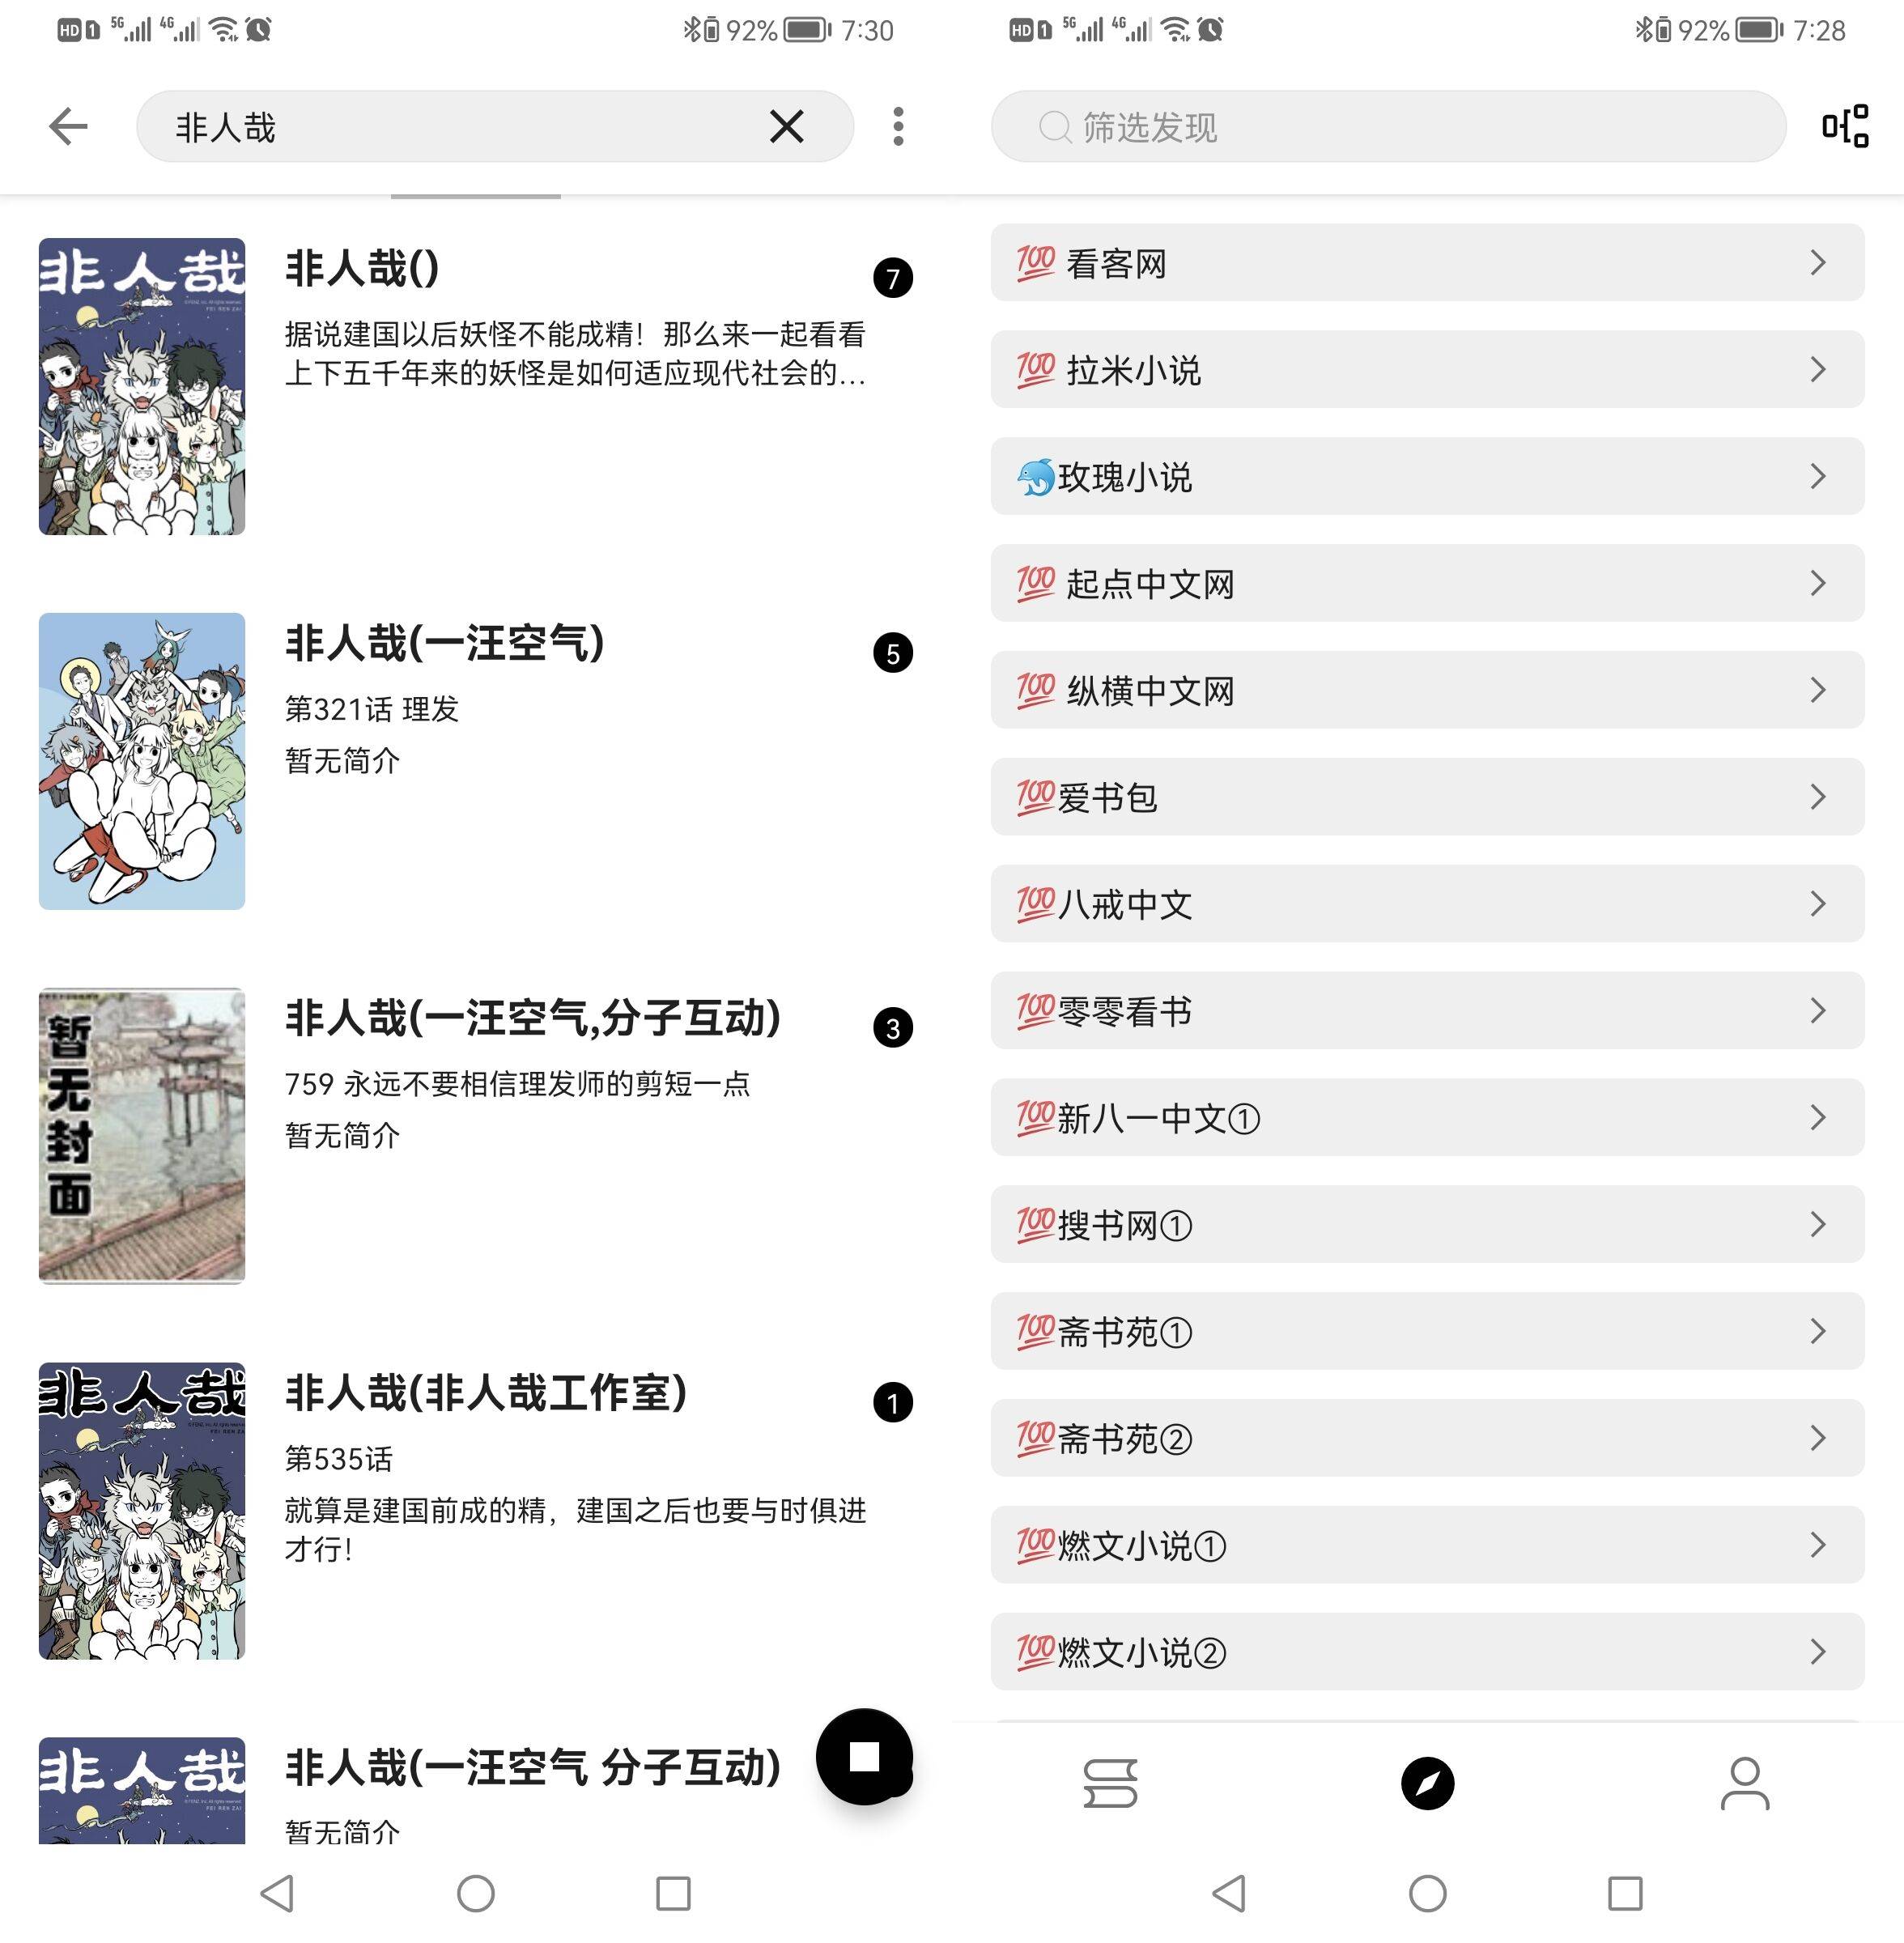 HD 1 5G 4G 92% 7:30
非人哉
非人哉
非人哉()
7
据说建国以后妖怪不能成精！那么来一起看看
上下五千年来的妖怪是如何适应现代社会的...
非人哉(一汪空气)
5
第321话 理发
暂无简介
暂无封面
非人哉(一汪空气,分子互动)
3
759 永远不要相信理发师的剪短一点
暂无简介
非人哉
FEI REN ZAI
非人哉(非人哉工作室)
1
第535话
就算是建国前成的精，建国之后也要与时俱进
才行！
非人哉
FEI REN ZAI
非人哉(一汪空气 分子互动)
暂无简介
HD 1 5G 4G 92% 7:28
筛选发现
💯 看客网
💯 拉米小说
🐬玫瑰小说
💯 起点中文网
💯 纵横中文网
💯爱书包
💯八戒中文
💯零零看书
💯新八一中文①
💯搜书网①
💯斋书苑①
💯斋书苑②
💯燃文小说①
💯燃文小说②